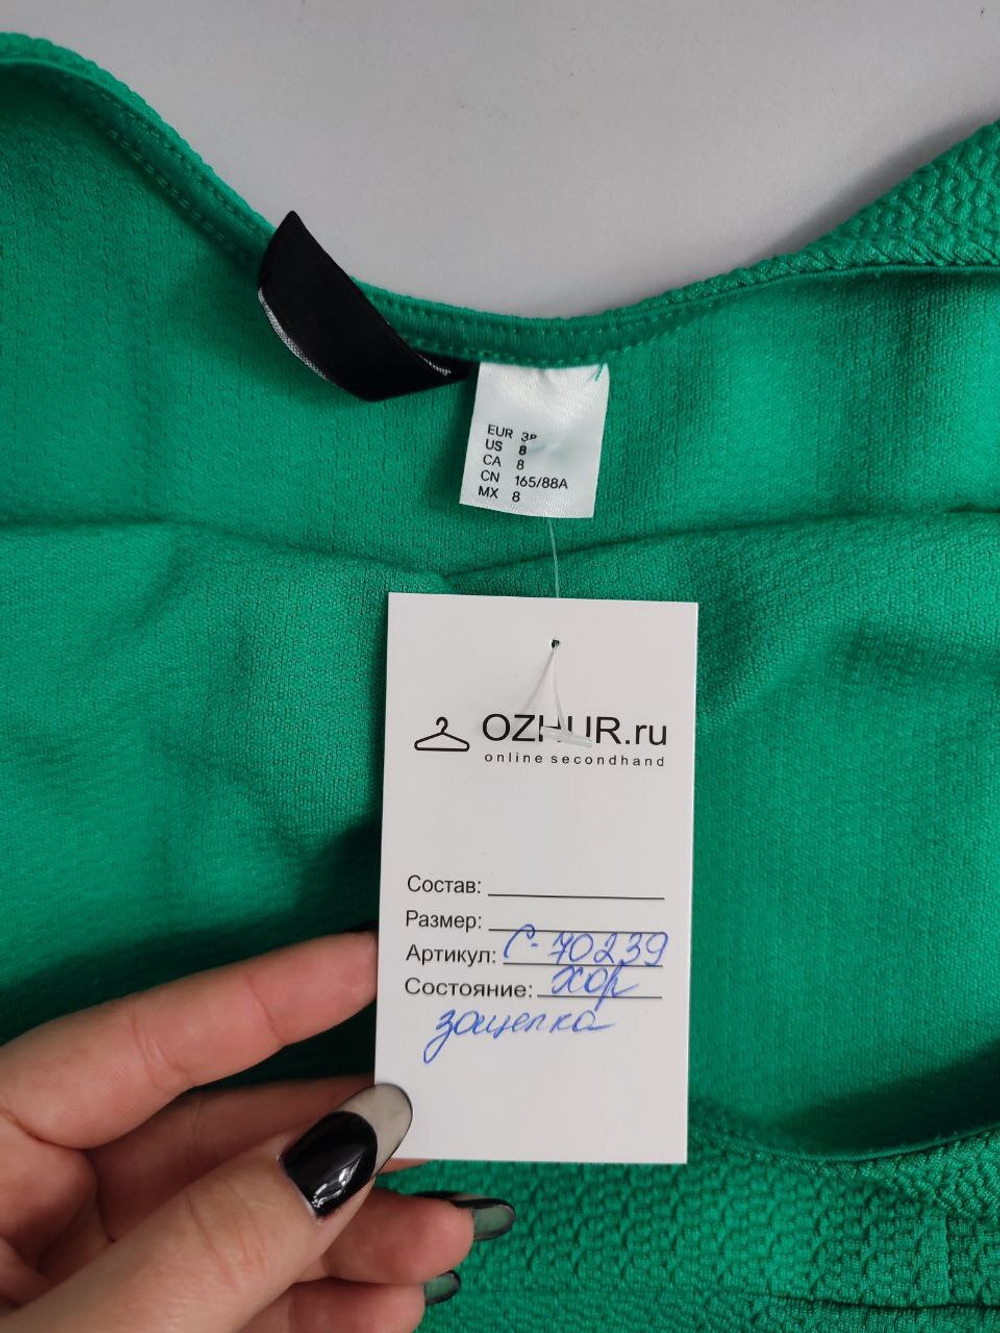 EUR 38
US 8
CA 8
CN 165/88A
MX 8
OZHUR.ru
online secondhand
Состав:
Размер:
Артикул: С-70239
Состояние: хор
защепка